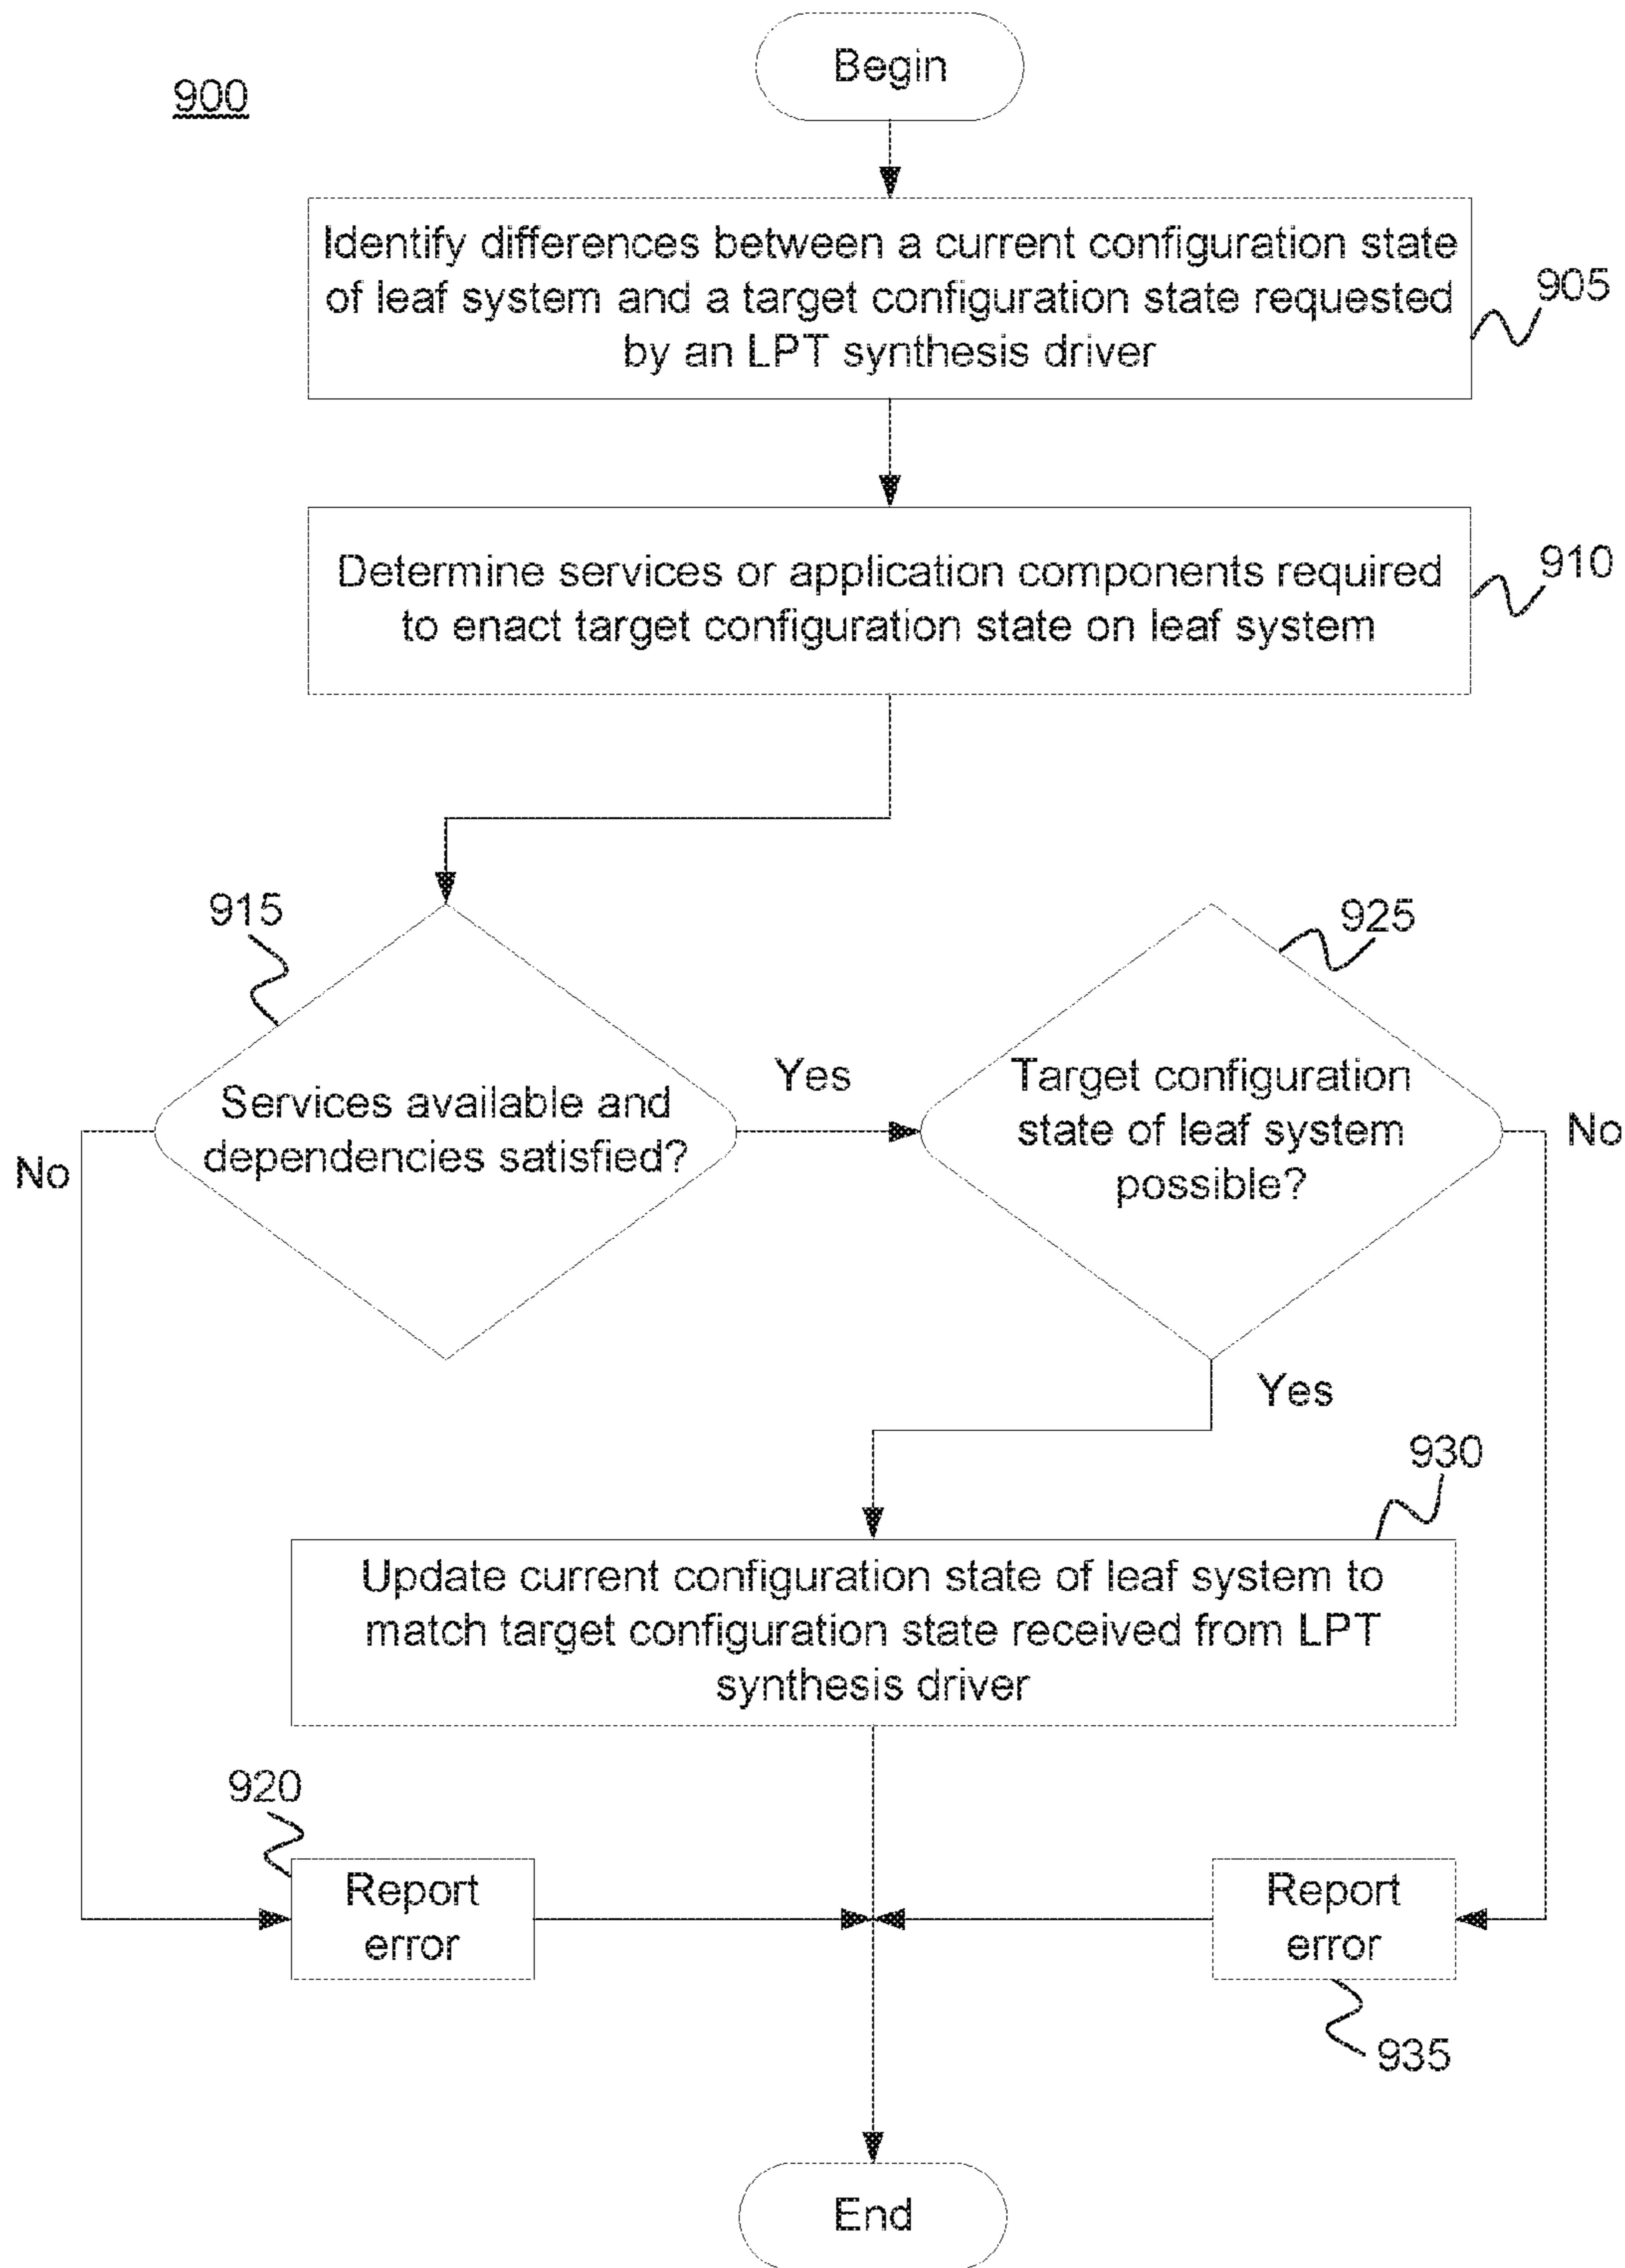 Begin
900
Identify differences between a current configuration state
of leaf system and a target configuration state requested
by an LPT synthesis driver
905
Determine services or application components required
to enact target configuration state on leaf system
910
915
925
Services available and
dependencies satisfied?
Yes
Target configuration
state of leaf system
possible?
No
No
Yes
930
Update current configuration state of leaf system to
match target configuration state received from LPT
synthesis driver
920
Report
error
Report
error
935
End